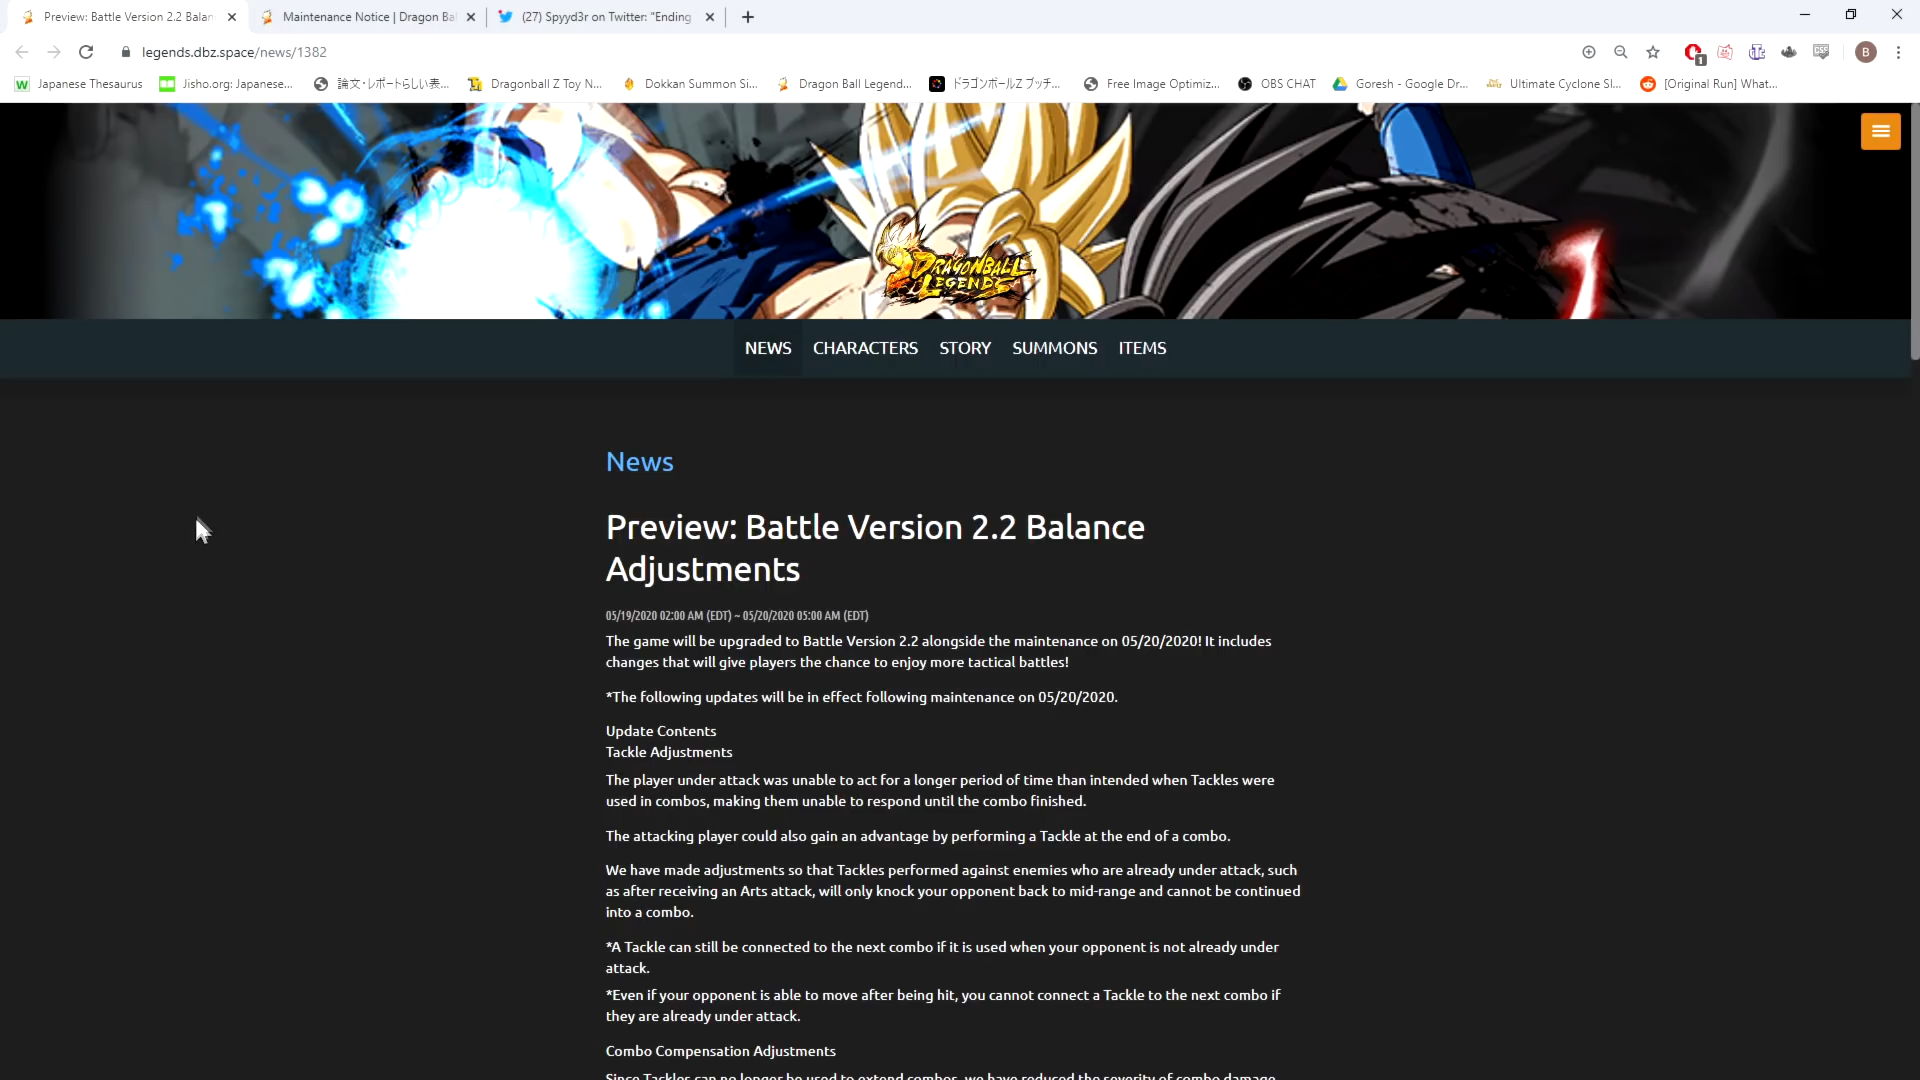 Preview: Battle Version 2.2 Balan
Maintenance Notice | Dragon Bal
(27) Spyyd3r on Twitter: "Ending
legends.dbz.space/news/1382
1
B
Japanese Thesaurus
Jisho.org: Japanese...
論文・レポートらしい表...
Dragonball Z Toy N...
Dokkan Summon Si...
Dragon Ball Legend...
ドラゴンボールZ ブッチ...
Free Image Optimiz...
OBS CHAT
Goresh - Google Dr...
Ultimate Cyclone Sl...
[Original Run] What...
DRAGONBALL
LEGENDS
NEWS CHARACTERS STORY SUMMONS ITEMS
News
Preview: Battle Version 2.2 Balance
Adjustments
05/19/2020 02:00 AM (EDT) ~ 05/20/2020 05:00 AM (EDT)
The game will be upgraded to Battle Version 2.2 alongside the maintenance on 05/20/2020! It includes
changes that will give players the chance to enjoy more tactical battles!
*The following updates will be in effect following maintenance on 05/20/2020.
Update Contents
Tackle Adjustments
The player under attack was unable to act for a longer period of time than intended when Tackles were
used in combos, making them unable to respond until the combo finished.
The attacking player could also gain an advantage by performing a Tackle at the end of a combo.
We have made adjustments so that Tackles performed against enemies who are already under attack, such
as after receiving an Arts attack, will only knock your opponent back to mid-range and cannot be continued
into a combo.
*A Tackle can still be connected to the next combo if it is used when your opponent is not already under
attack.
*Even if your opponent is able to move after being hit, you cannot connect a Tackle to the next combo if
they are already under attack.
Combo Compensation Adjustments
Since Tackles can no longer be used to extend combos, we have reduced the severity of combo damage